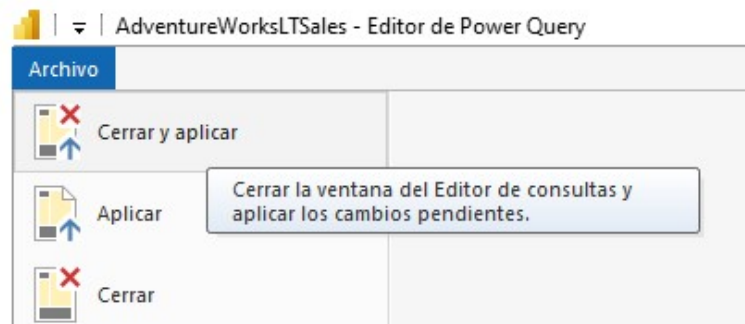 AdventureWorksLTSales - Editor de Power Query
Archivo
Cerrar y aplicar
Cerrar la ventana del Editor de consultas y
aplicar los cambios pendientes.
Aplicar
Cerrar